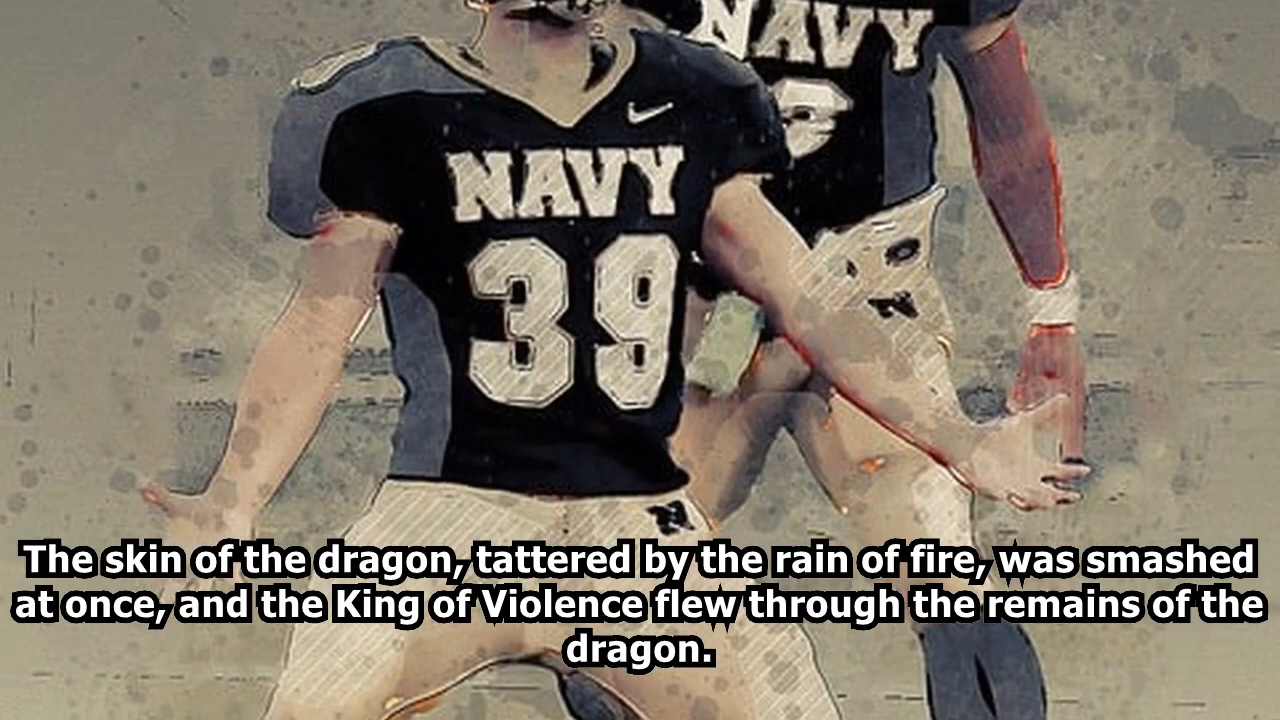 NAVY
NAVY
39
The skin of the dragon, tattered by the rain of fire, was smashed
at once, and the King of Violence flew through the remains of the
dragon.